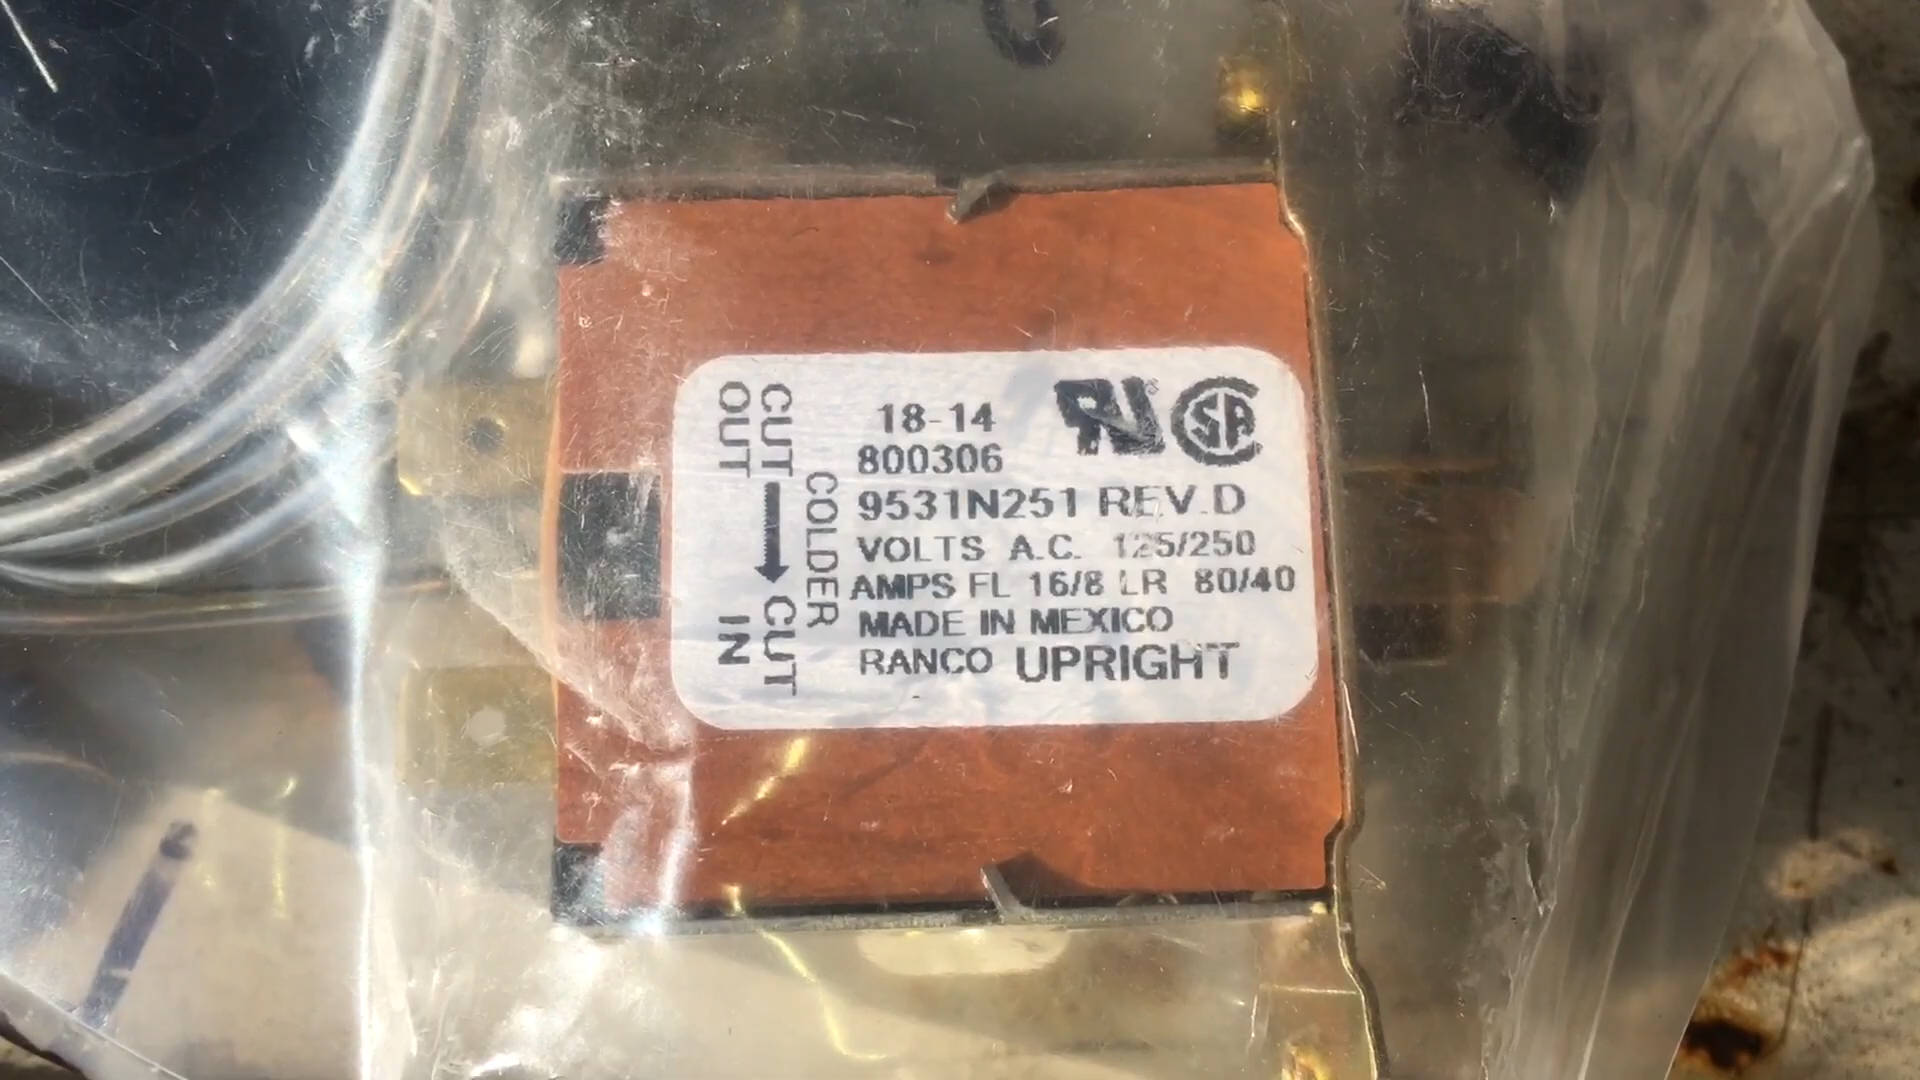 18-14
800306
9531N251 REV.D
VOLTS A.C. 125/250
AMPS FL 16/8 LR 80/40
MADE IN MEXICO
RANCO UPRIGHT
CUT OUT
COLDER
CUT IN